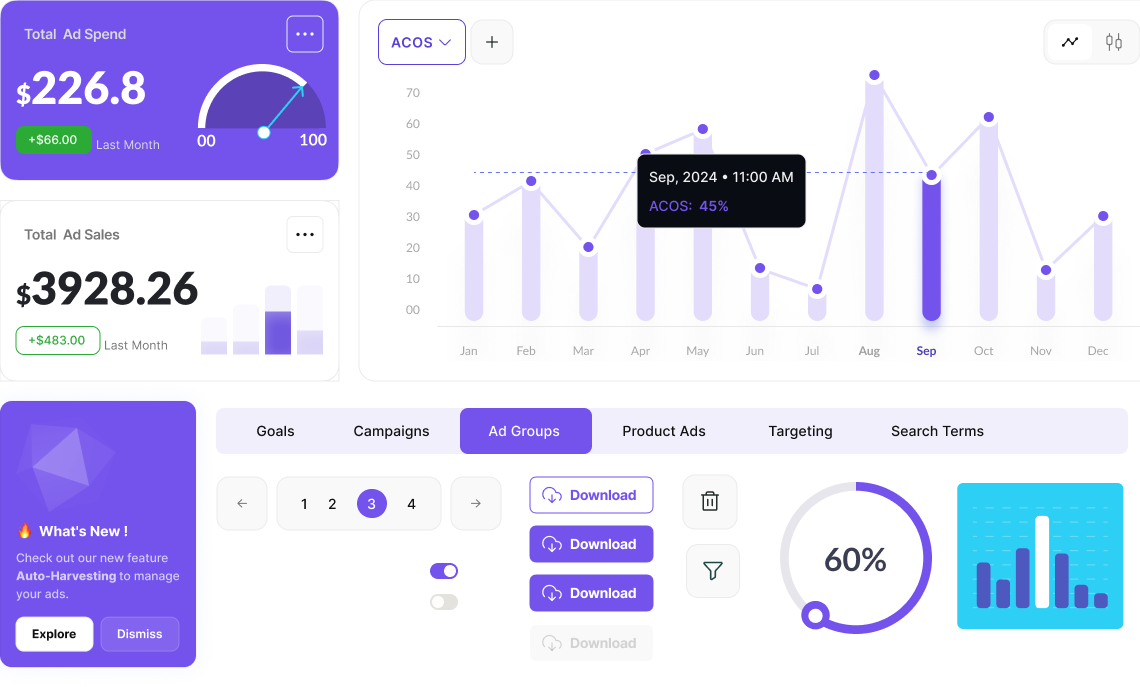 Total Ad Spend
$226.8
+$66.00 Last Month
00 100
Total Ad Sales
$3928.26
+$483.00 Last Month
ACOS
70
60
50
40
30
20
10
00
Sep, 2024 • 11:00 AM
ACOS: 45%
Jan Feb Mar Apr May Jun Jul Aug Sep Oct Nov Dec
🔥 What's New !
Check out our new feature
Auto-Harvesting to manage
your ads.
Explore Dismiss
Goals Campaigns Ad Groups Product Ads Targeting Search Terms
1 2 3 4
Download
Download
Download
Download
60%